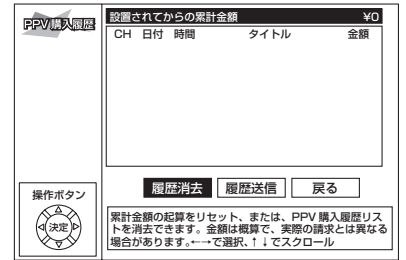 PPV購入履歴
設置されてからの累計金額 ¥0
CH 日付 時間 タイトル 金額
履歴消去 履歴送信 戻る
操作ボタン
決定
累計金額の起算をリセット、または、PPV 購入履歴リス
トを消去できます。金額は概算で、実際の請求とは異なる
場合があります。←→で選択、↑↓でスクロール